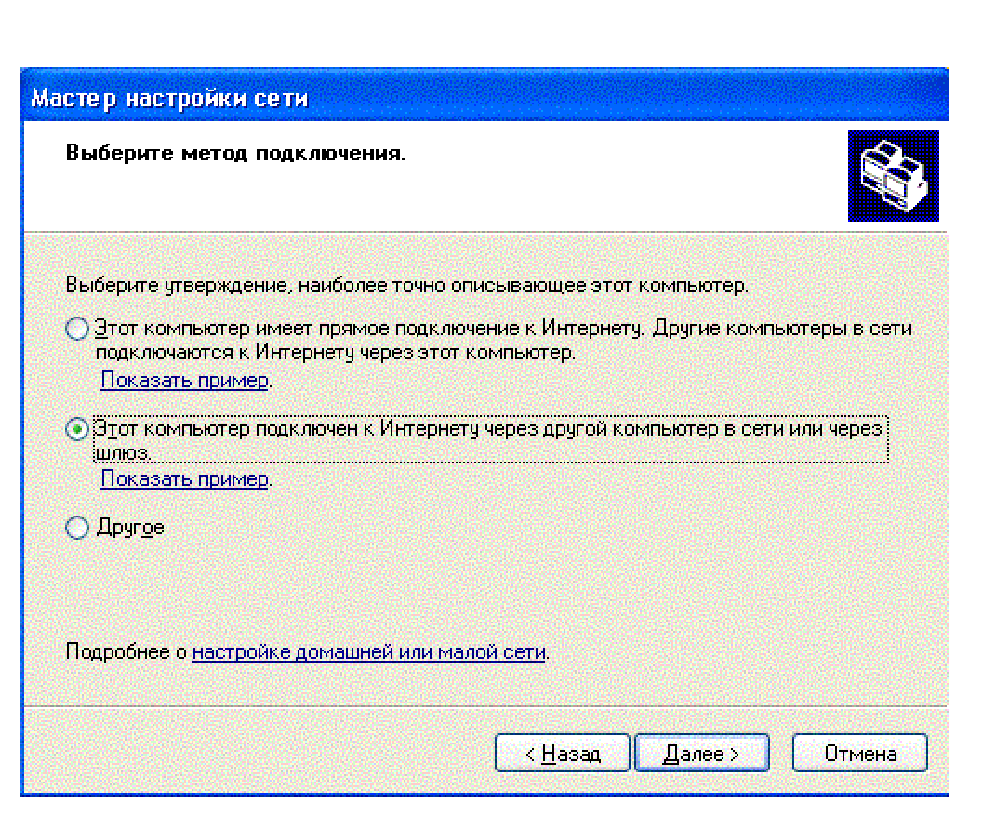 Мастер настройки сети
Выберите метод подключения.
Выберите утверждение, наиболее точно описывающее этот компьютер.
Этот компьютер имеет прямое подключение к Интернету. Другие компьютеры в сети
подключаются к Интернету через этот компьютер.
Показать пример.
Этот компьютер подключен к Интернету через другой компьютер в сети или через
шлюз.
Показать пример.
Другое
Подробнее о настройке домашней или малой сети.
< Назад Далее > Отмена